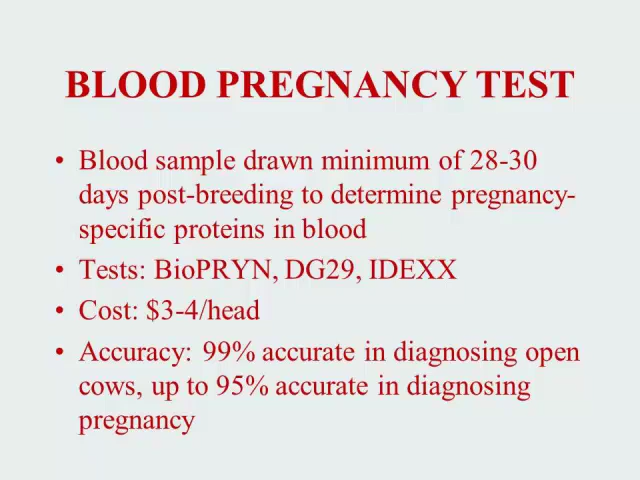 BLOOD PREGNANCY TEST
• Blood sample drawn minimum of 28-30
days post-breeding to determine pregnancy-
specific proteins in blood
• Tests: BioPRYN, DG29, IDEXX
• Cost: $3-4/head
• Accuracy: 99% accurate in diagnosing open
cows, up to 95% accurate in diagnosing
pregnancy